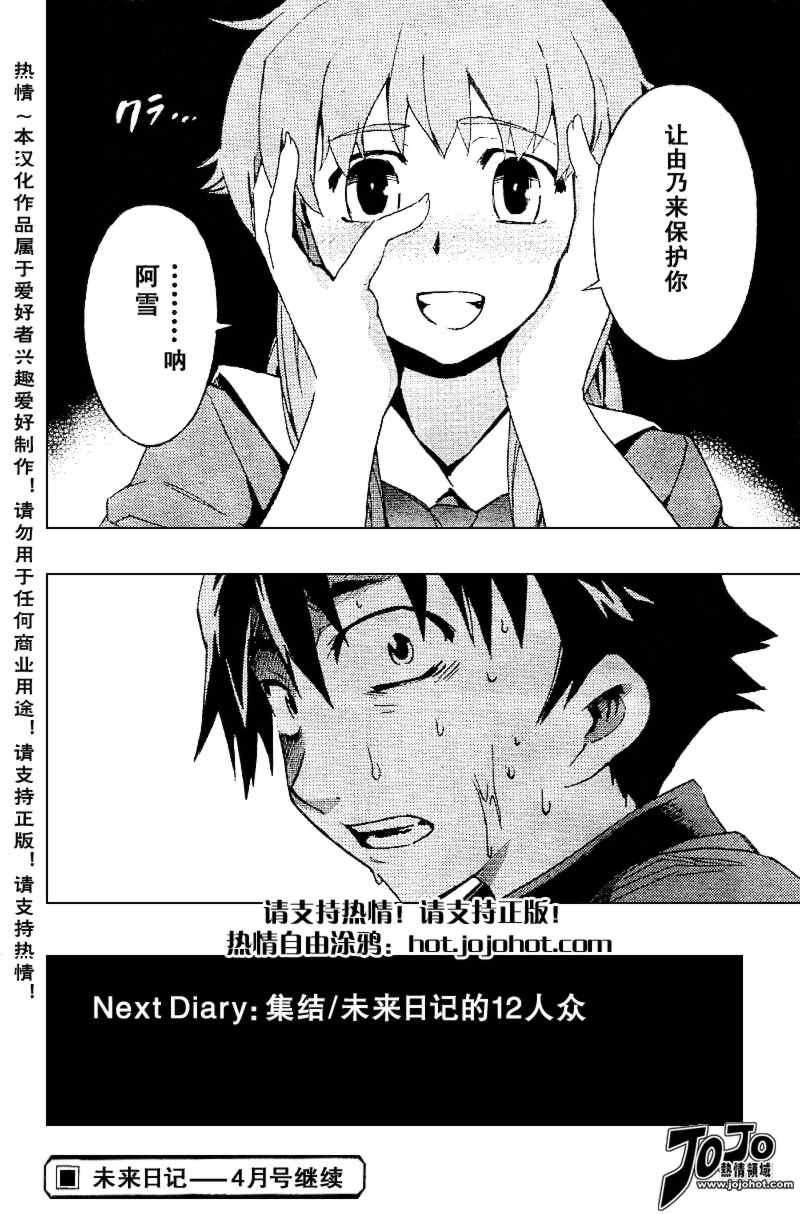 热情～本汉化作品属于爱好者兴趣爱好制作！请勿用于任何商业用途！请支持正版！请支持热情！
クラ…
让由乃来保护你
………呐
阿雪
请支持热情！请支持正版！
热情自由涂鸦：hot.jojohot.com
Next Diary: 集结/未来日记的12人众
未来日记——4月号继续
JOJO
热情領域
www.jojohot.com